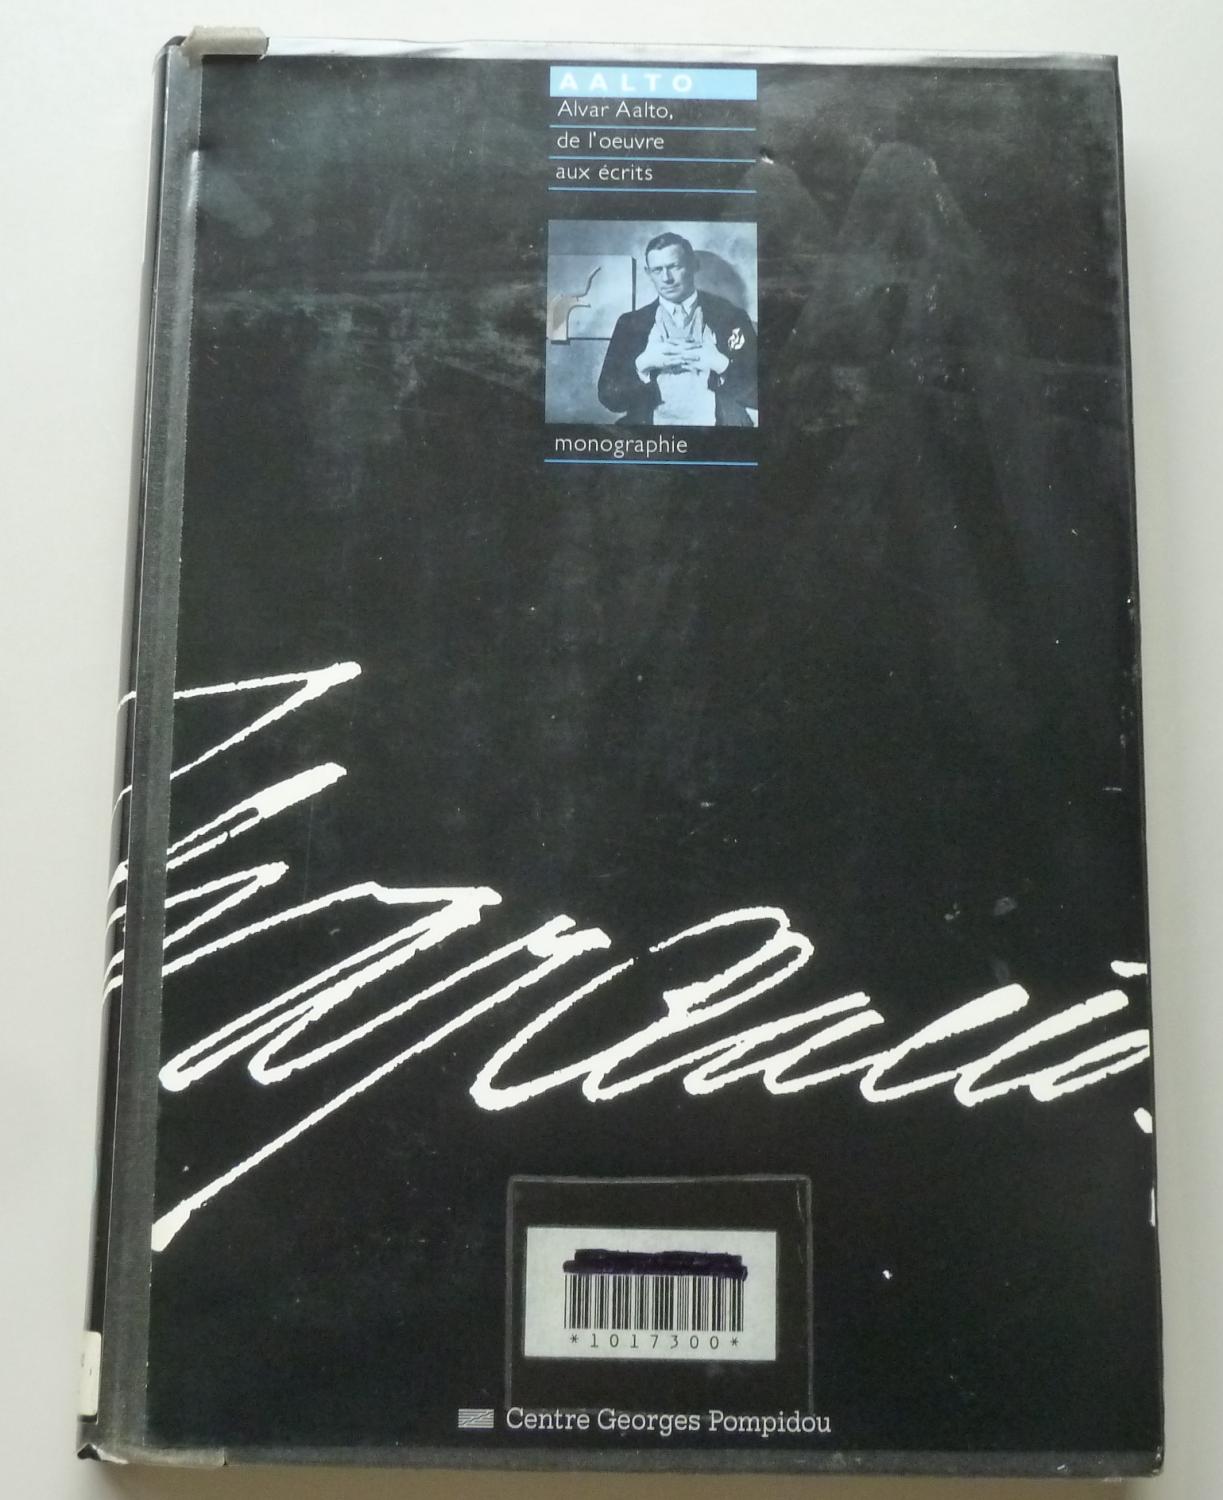 AALTO
Alvar Aalto,
de l'oeuvre
aux écrits
monographie
*1017300*
Centre Georges Pompidou